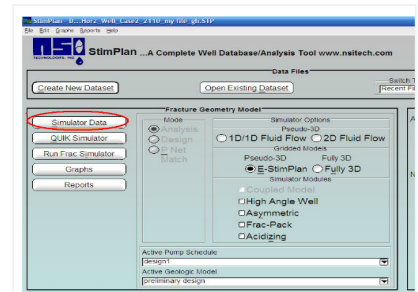 StimPlan - D...Her2_Well_Case2_2110_my file_gh.STP
File Edit Graphs Reports Help
NSI
TECHNOLOGIES, INC.
StimPlan ...A Complete Well Database/Analysis Tool www.nsitech.com
Data Files
Create New Dataset
Open Existing Dataset
Switch T
Recent Fi
Simulator Data
QUIK Simulator
Run Frac Simulator
Graphs
Reports
Fracture Geometry Model
Mode
Analysis
Design
P Net
Match
Simulator Options
Pseudo-3D
1D/1D Fluid Flow 2D Fluid Flow
Gridded Models
Pseudo-3D Fully 3D
E-StimPlan Fully 3D
Simulator Modules
Coupled Model
High Angle Well
Asymmetric
Frac-Pack
Acidizing
Active Pump Schedule
design1
Active Geologic Model
preliminary design
A
N